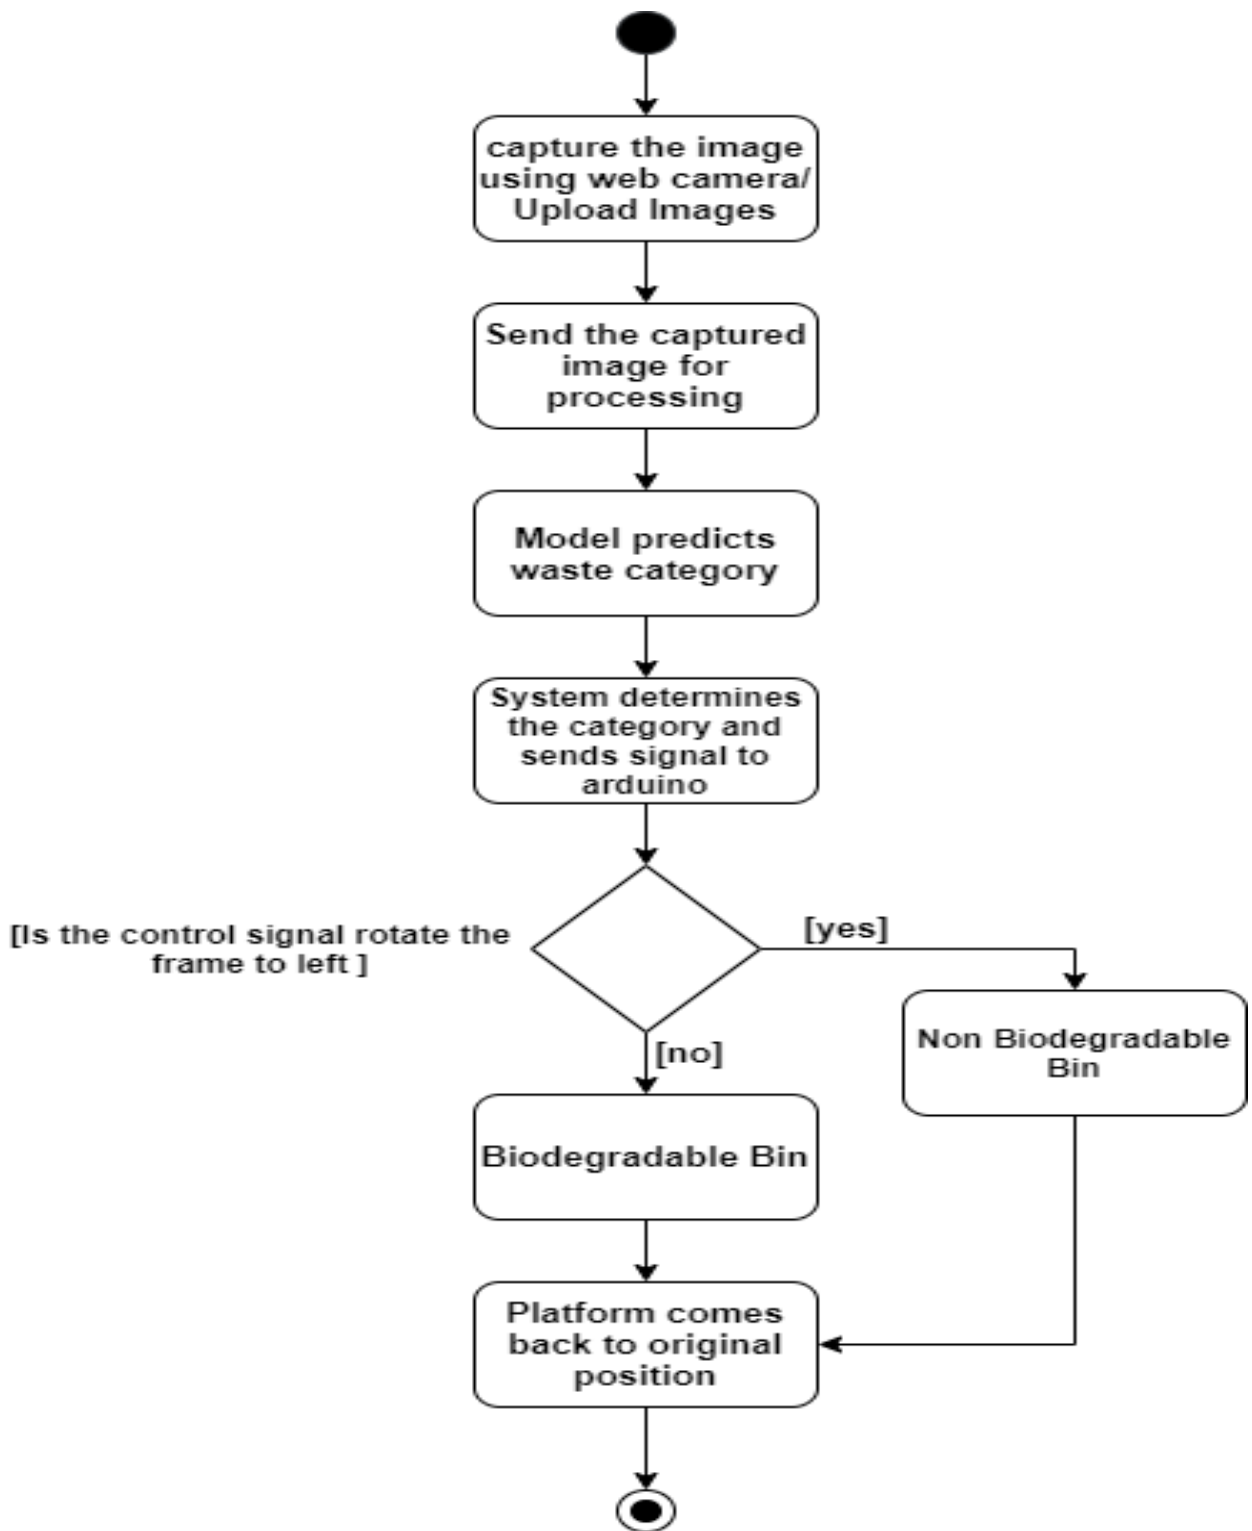 capture the image
using web camera/
Upload Images
Send the captured
image for
processing
Model predicts
waste category
System determines
the category and
sends signal to
arduino
[Is the control signal rotate the
frame to left ]
[yes]
Non Biodegradable
Bin
[no]
Biodegradable Bin
Platform comes
back to original
position